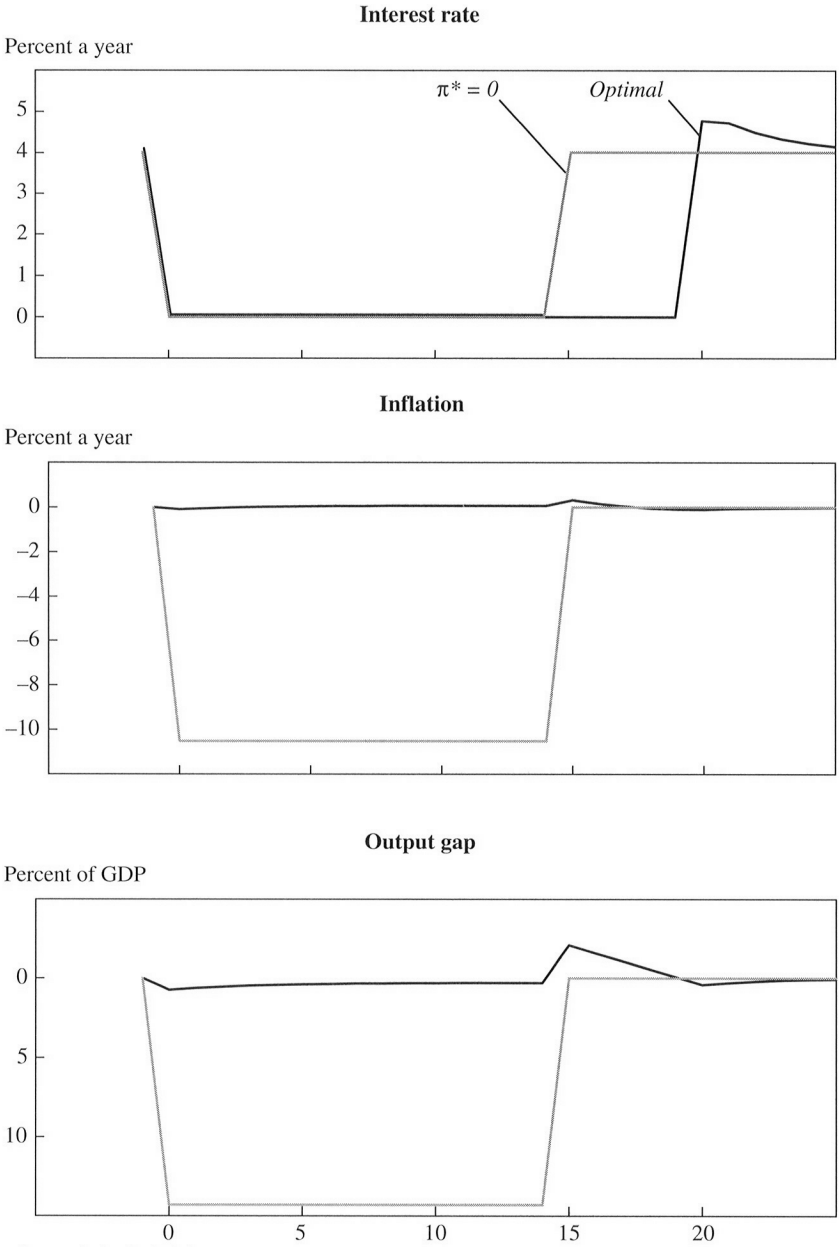 Interest rate
Percent a year
π* = 0
Optimal
5
4
3
2
1
0
Inflation
Percent a year
0
–2
–4
–6
–8
–10
Output gap
Percent of GDP
0
5
10
0 5 10 15 20